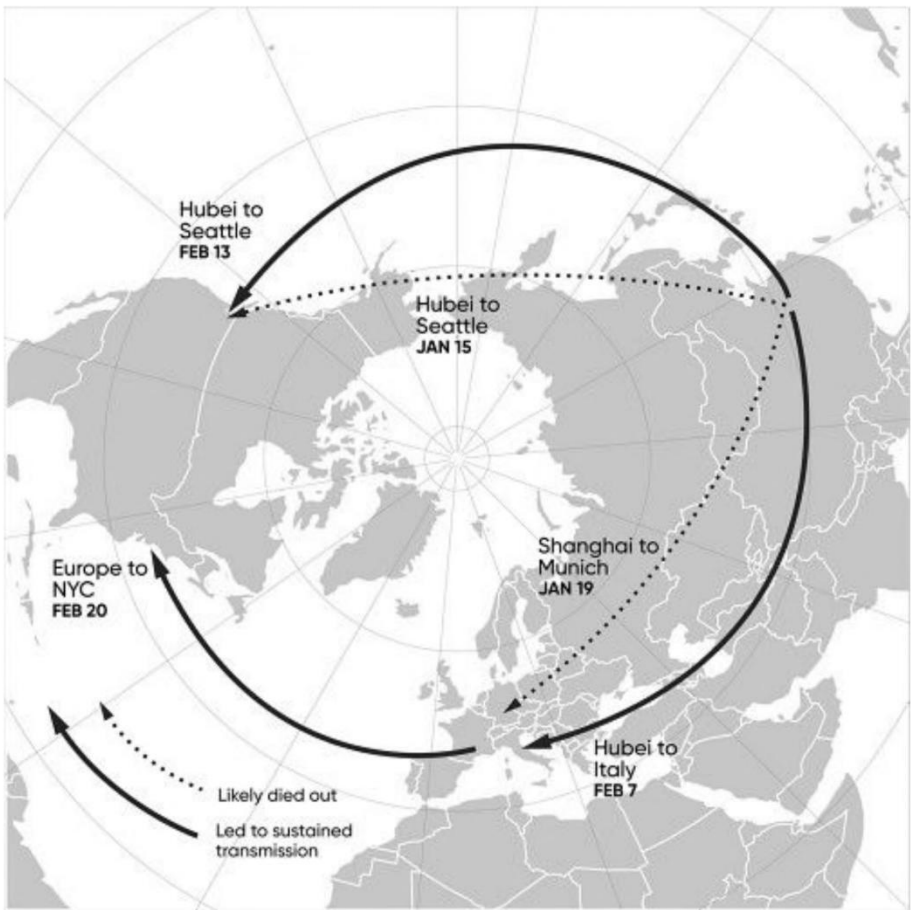 Hubei to
Seattle
FEB 13
Hubei to
Seattle
JAN 15
Shanghai to
Munich
JAN 19
Europe to
NYC
FEB 20
Hubei to
Italy
FEB 7
Likely died out
Led to sustained
transmission